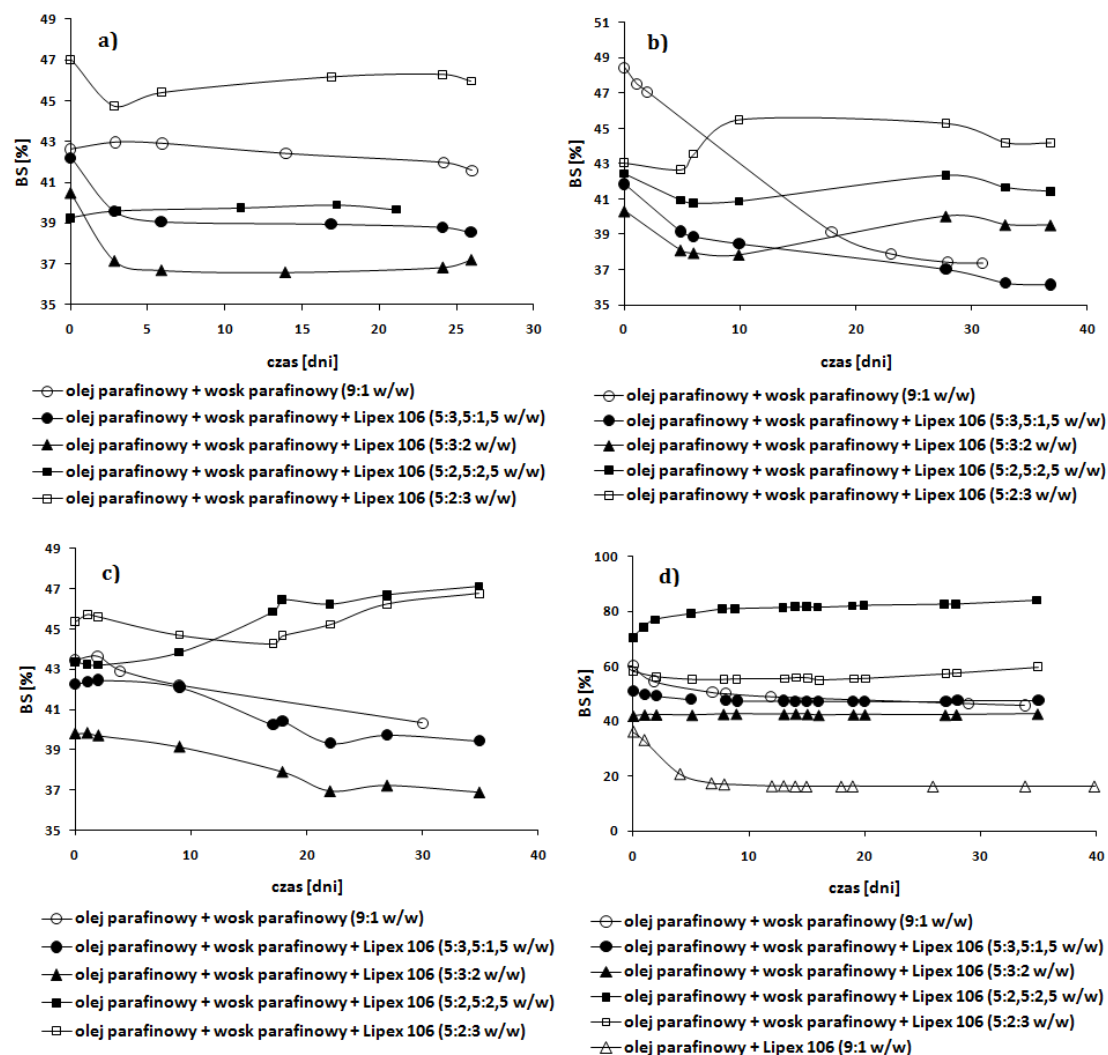 a)
49
47
45
43
41
39
37
35
BS [%]
0 5 10 15 20 25 30
czas [dni]
olej parafinowy + wosk parafinowy (9:1 w/w)
olej parafinowy + wosk parafinowy + Lipex 106 (5:3,5:1,5 w/w)
olej parafinowy + wosk parafinowy + Lipex 106 (5:3:2 w/w)
olej parafinowy + wosk parafinowy + Lipex 106 (5:2,5:2,5 w/w)
olej parafinowy + wosk parafinowy + Lipex 106 (5:2:3 w/w)
b)
51
49
47
45
43
41
39
37
35
BS [%]
0 10 20 30 40
czas [dni]
olej parafinowy + wosk parafinowy (9:1 w/w)
olej parafinowy + wosk parafinowy + Lipex 106 (5:3,5:1,5 w/w)
olej parafinowy + wosk parafinowy + Lipex 106 (5:3:2 w/w)
olej parafinowy + wosk parafinowy + Lipex 106 (5:2,5:2,5 w/w)
olej parafinowy + wosk parafinowy + Lipex 106 (5:2:3 w/w)
c)
49
47
45
43
41
39
37
35
BS [%]
0 10 20 30 40
czas [dni]
olej parafinowy + wosk parafinowy (9:1 w/w)
olej parafinowy + wosk parafinowy + Lipex 106 (5:3,5:1,5 w/w)
olej parafinowy + wosk parafinowy + Lipex 106 (5:3:2 w/w)
olej parafinowy + wosk parafinowy + Lipex 106 (5:2,5:2,5 w/w)
olej parafinowy + wosk parafinowy + Lipex 106 (5:2:3 w/w)
d)
100
80
60
40
20
0
BS [%]
0 10 20 30 40
czas [dni]
olej parafinowy + wosk parafinowy (9:1 w/w)
olej parafinowy + wosk parafinowy + Lipex 106 (5:3,5:1,5 w/w)
olej parafinowy + wosk parafinowy + Lipex 106 (5:3:2 w/w)
olej parafinowy + wosk parafinowy + Lipex 106 (5:2,5:2,5 w/w)
olej parafinowy + wosk parafinowy + Lipex 106 (5:2:3 w/w)
olej parafinowy + Lipex 106 (9:1 w/w)